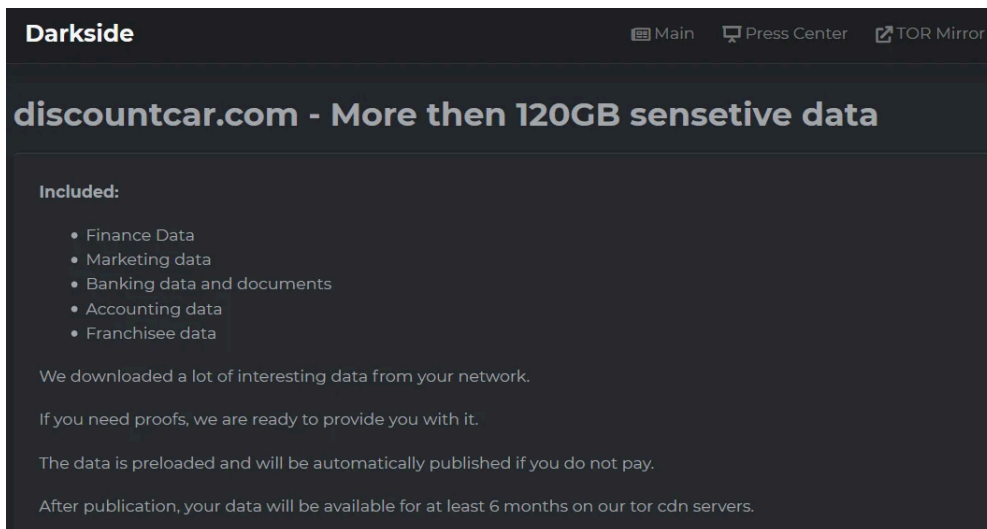 Darkside
Main Press Center TOR Mirror
discountcar.com - More then 120GB sensetive data
Included:
Finance Data
Marketing data
Banking data and documents
Accounting data
Franchisee data
We downloaded a lot of interesting data from your network.
If you need proofs, we are ready to provide you with it.
The data is preloaded and will be automatically published if you do not pay.
After publication, your data will be available for at least 6 months on our tor cdn servers.